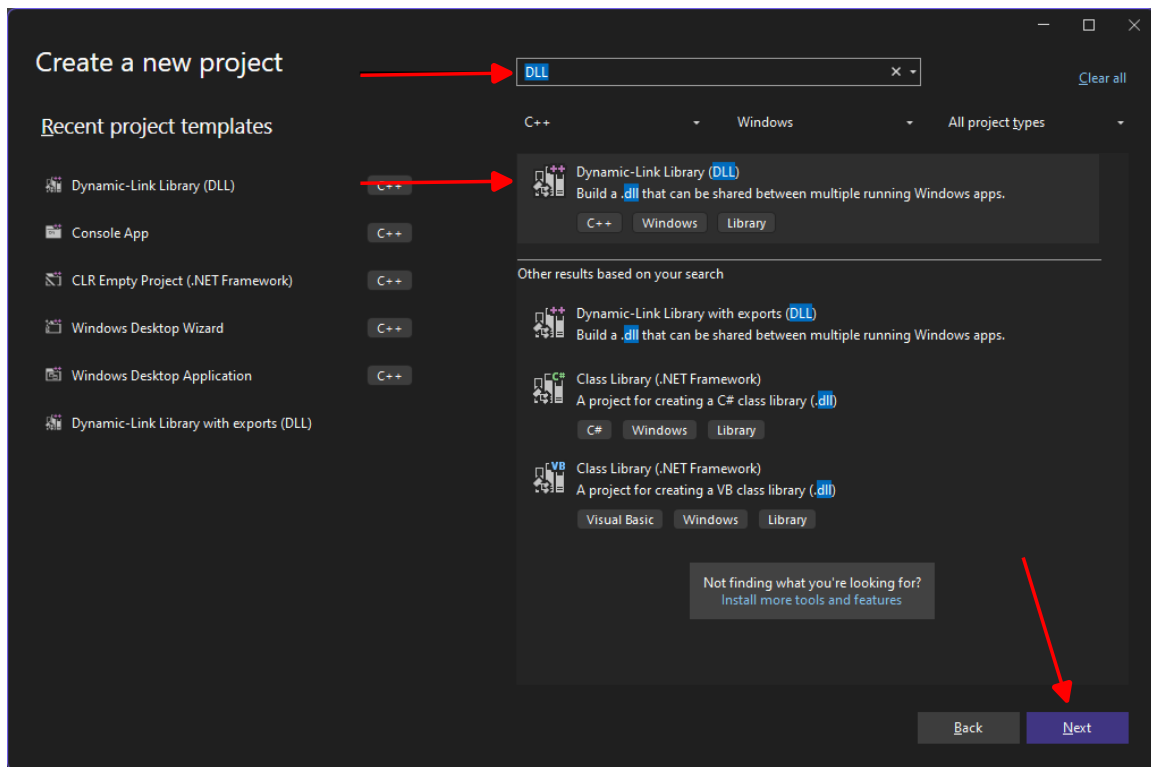 Create a new project
DLL
Clear all
Recent project templates
C++
Windows
All project types
Dynamic-Link Library (DLL)
C++
Console App
C++
CLR Empty Project (.NET Framework)
C++
Windows Desktop Wizard
C++
Windows Desktop Application
C++
Dynamic-Link Library with exports (DLL)
Dynamic-Link Library (DLL)
Build a .dll that can be shared between multiple running Windows apps.
C++ Windows Library
Other results based on your search
Dynamic-Link Library with exports (DLL)
Build a .dll that can be shared between multiple running Windows apps.
Class Library (.NET Framework)
A project for creating a C# class library (.dll)
C# Windows Library
Class Library (.NET Framework)
A project for creating a VB class library (.dll)
Visual Basic Windows Library
Not finding what you're looking for?
Install more tools and features
Back
Next